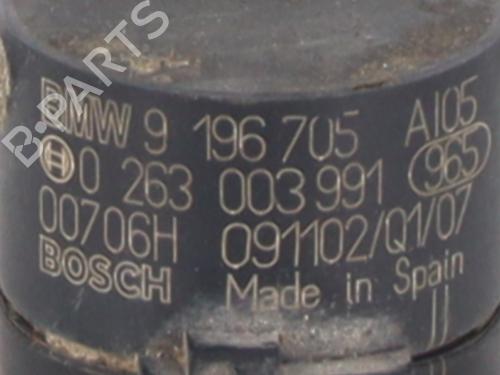 B-PARTS
BMW 9 196 705 AI05
0 263 003 991 965
00706H 091102/Q1/07
BOSCH Made in Spain